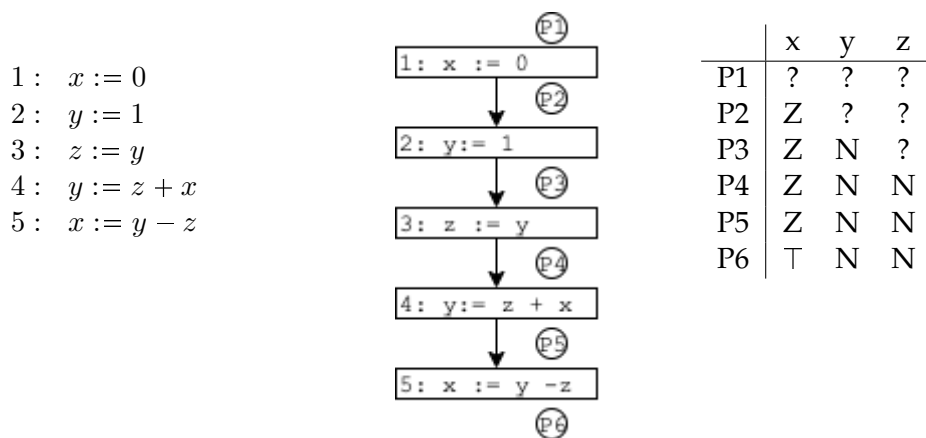 1 : x := 0
2 : y := 1
3 : z := y
4 : y := z + x
5 : x := y − z
P1
1: x := 0
P2
2: y:= 1
P3
3: z := y
P4
4: y:= z + x
P5
5: x := y -z
P6
x y z
P1 ? ? ?
P2 Z ? ?
P3 Z N ?
P4 Z N N
P5 Z N N
P6 ⊤ N N